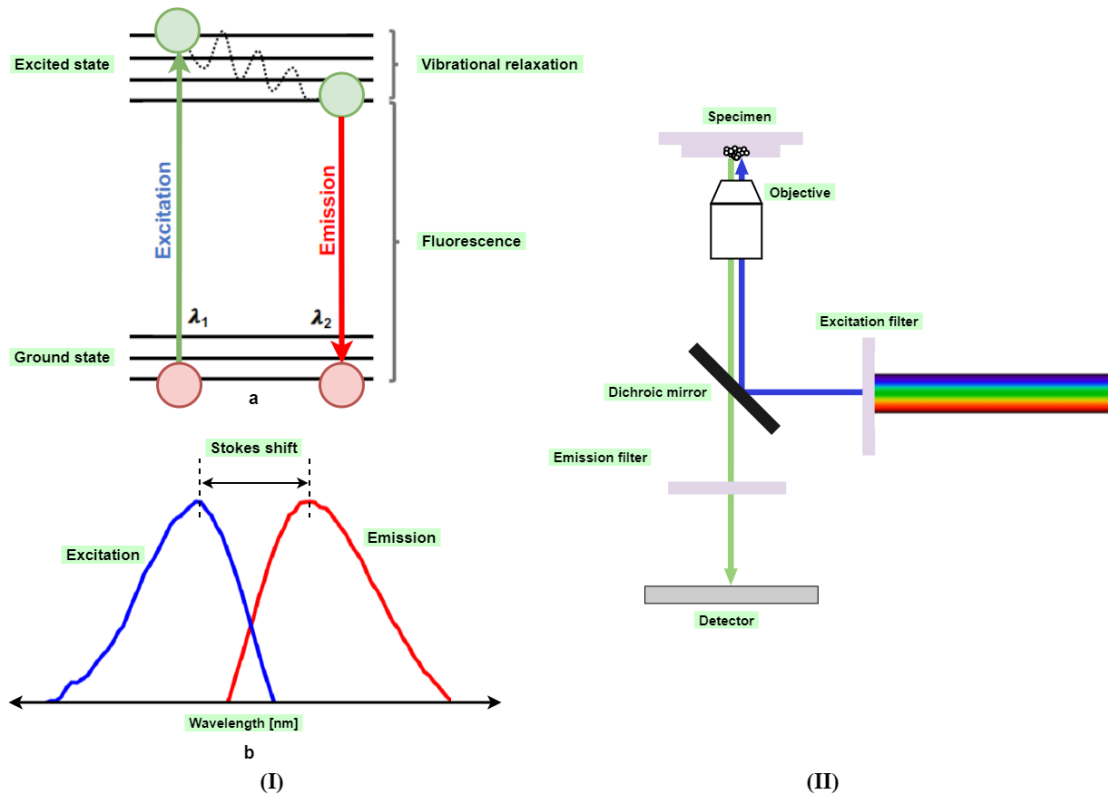 Excited state
Vibrational relaxation
Excitation
Emission
Fluorescence
λ1
λ2
Ground state
a
Stokes shift
Excitation
Emission
Wavelength [nm]
b
(I)
Specimen
Objective
Excitation filter
Dichroic mirror
Emission filter
Detector
(II)